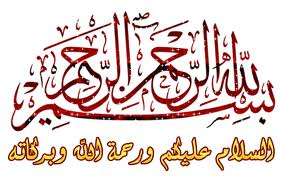 بسم الله الرحمن الرحيم
السلام عليكم ورحمة الله وبركاته